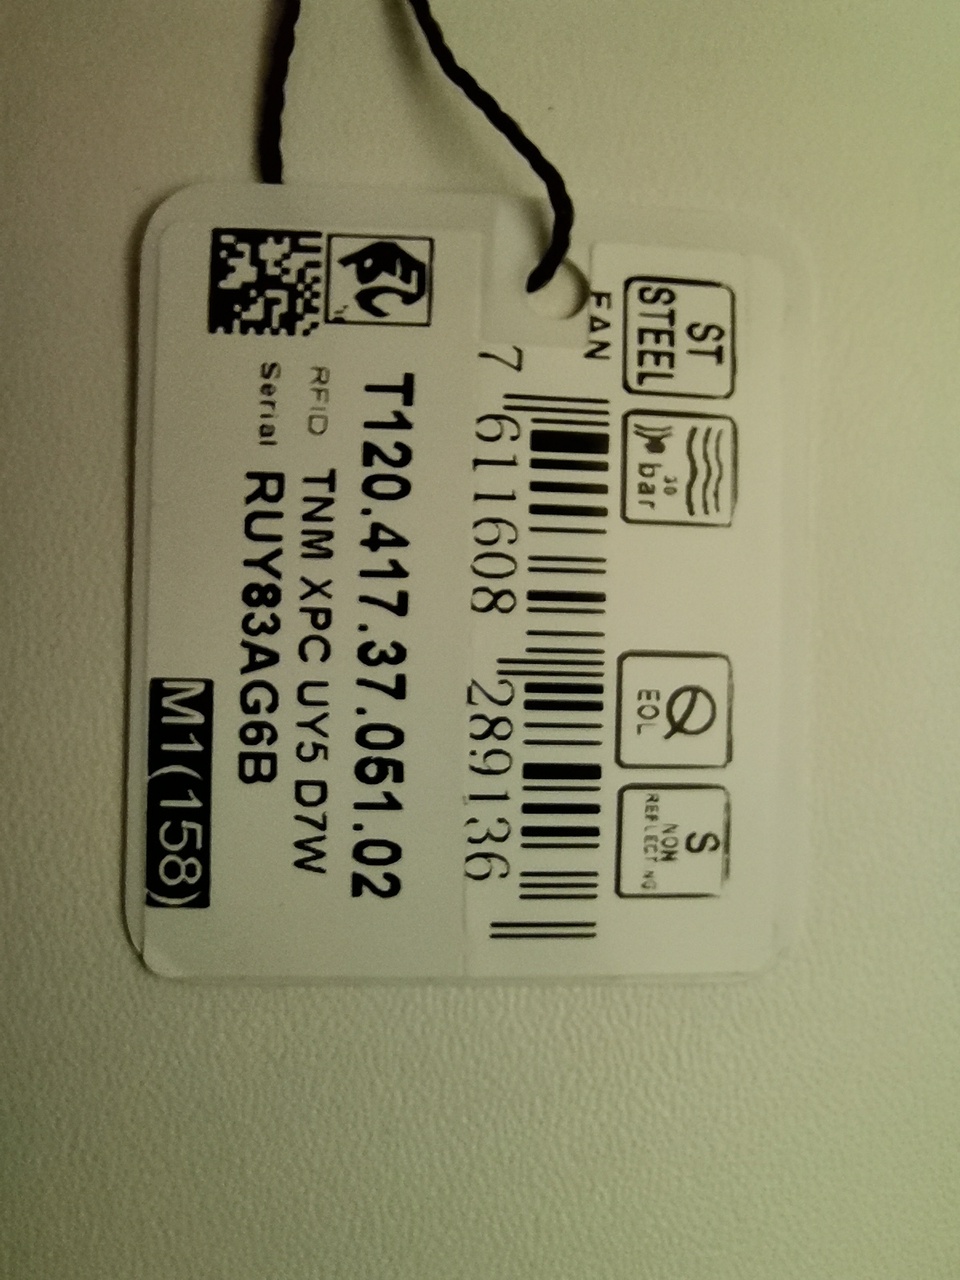 ST
STEEL
30
bar
EOL
S
NON
REFLECTING
EAN
7 611608 289136
T120.417.37.051.02
RFID TNM XPC UY5 D7W
Serial RUY83AG6B
M1(158)